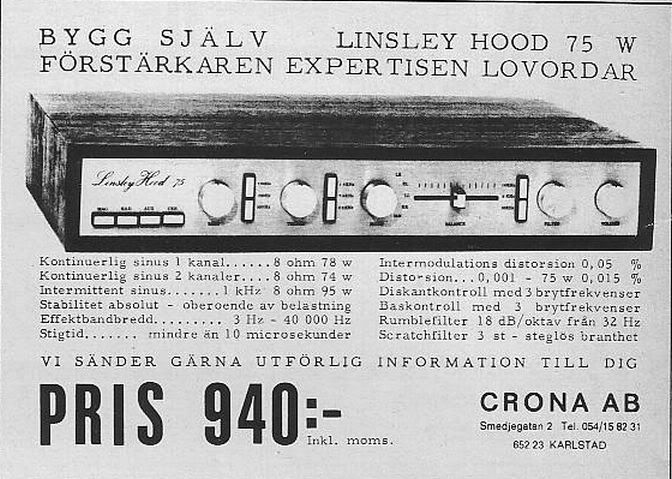 BYGG SJÄLV LINSLEY HOOD 75 W
FÖRSTÄRKAREN EXPERTISEN LOVORDAR
Linsley Hood 75
BALANCE
FILTER
VOLUME
Kontinuerlig sinus 1 kanal......8 ohm 78 w
Kontinuerlig sinus 2 kanaler....8 ohm 74 w
Intermittent sinus.......1 kHz 8 ohm 95 w
Stabilitet absolut - oberoende av belastning
Effektbandbredd......... 3 Hz - 40 000 Hz
Stigtid....... mindre än 10 microsekunder
Intermodulations distorsion 0,05 %
Distorsion...0,001 - 75 w 0,015 %
Diskantkontroll med 3 brytfrekvenser
Baskontroll med 3 brytfrekvenser
Rumblefilter 18 dB/oktav från 32 Hz
Scratchfilter 3 st - steglös branthet
VI SÄNDER GÄRNA UTFÖRLIG INFORMATION TILL DIG
PRIS 940:-
Inkl. moms.
CRONA AB
Smedjegatan 2 Tel. 054/15 82 31
652 23 KARLSTAD